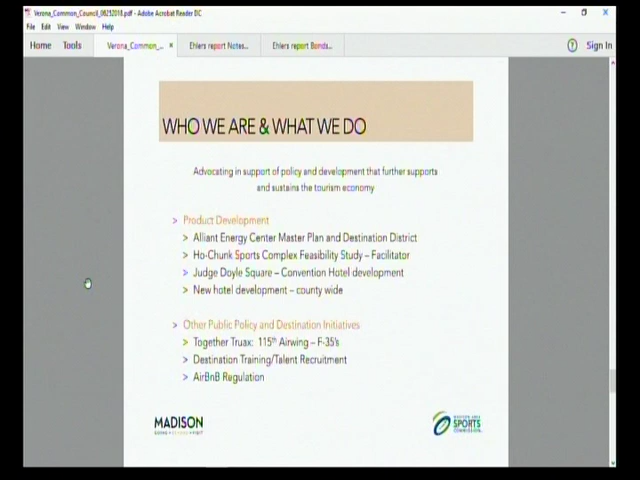 Verona_Common_Council_06252018.pdf - Adobe Acrobat Reader DC
File Edit View Window Help
Home Tools Verona_Common_... × Ehlers report Notes... Ehlers report Bonds... ? Sign In
WHO WE ARE & WHAT WE DO
Advocating in support of policy and development that further supports
and sustains the tourism economy
> Product Development
> Alliant Energy Center Master Plan and Destination District
> Ho-Chunk Sports Complex Feasibility Study – Facilitator
> Judge Doyle Square – Convention Hotel development
> New hotel development – county wide
> Other Public Policy and Destination Initiatives
> Together Truax: 115th Airwing – F-35's
> Destination Training/Talent Recruitment
> AirBnB Regulation
MADISON
SPORTS